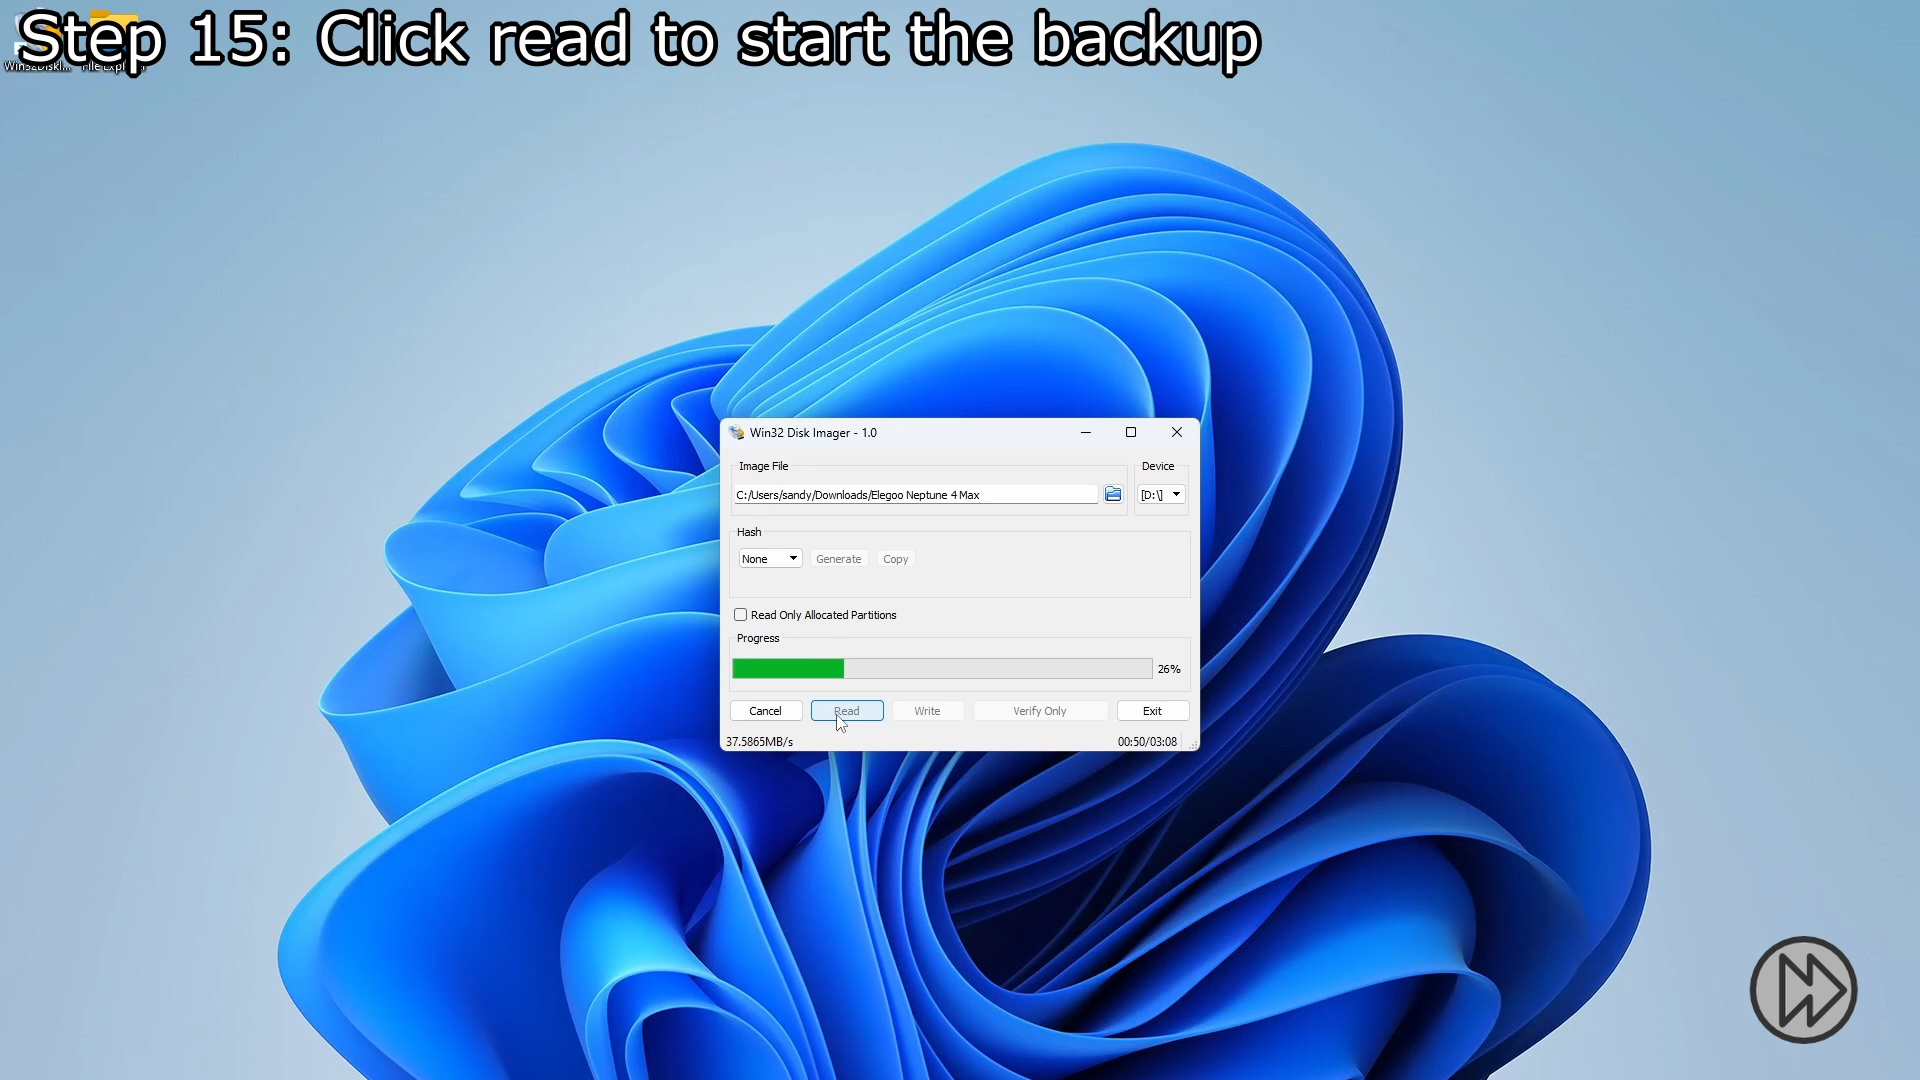 Step 15: Click read to start the backup
Win32 Disk Imager - 1.0
Image File
Device
C:/Users/sandy/Downloads/Elegoo Neptune 4 Max
[D:\]
Hash
None
Generate
Copy
Read Only Allocated Partitions
Progress
26%
Cancel
Read
Write
Verify Only
Exit
37.5865MB/s
00:50/03:08